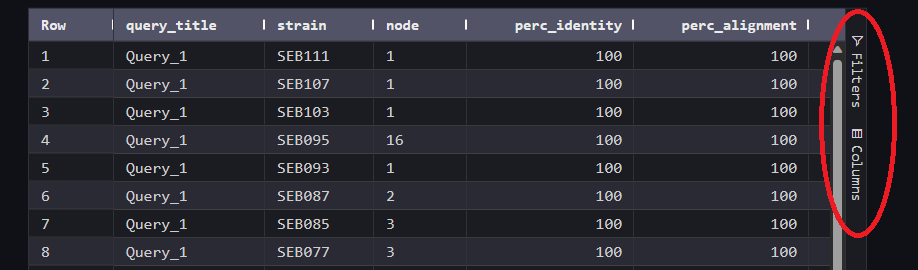 Row query_title strain node perc_identity perc_alignment
1 Query_1 SEB111 1 100 100
2 Query_1 SEB107 1 100 100
3 Query_1 SEB103 1 100 100
4 Query_1 SEB095 16 100 100
5 Query_1 SEB093 1 100 100
6 Query_1 SEB087 2 100 100
7 Query_1 SEB085 3 100 100
8 Query_1 SEB077 3 100 100
Filters
Columns